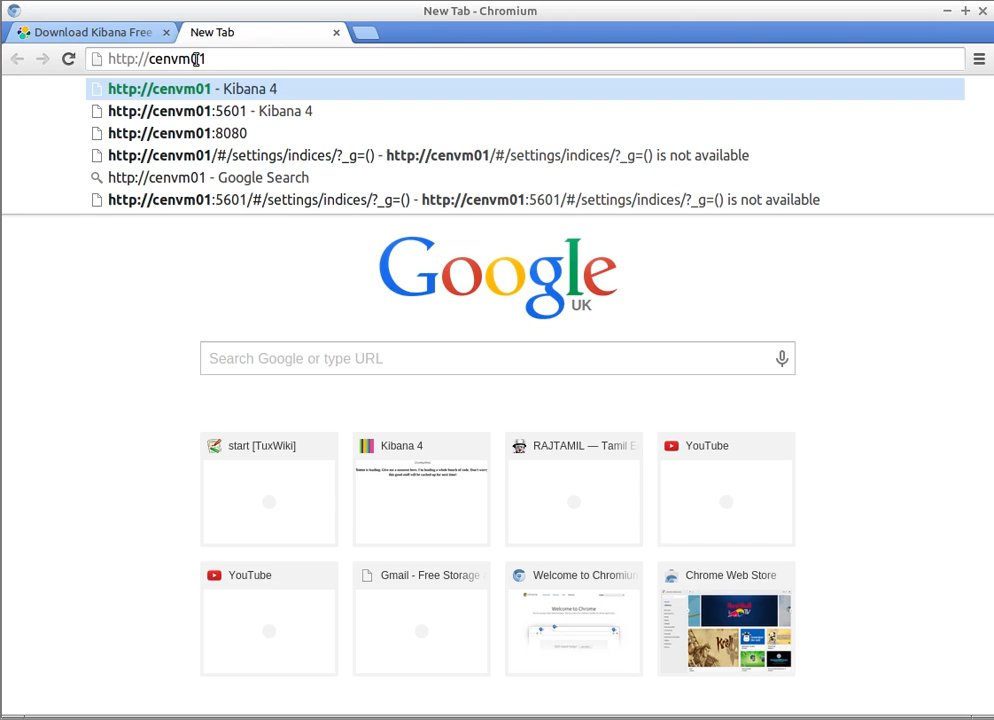 New Tab - Chromium
Download Kibana Free
New Tab
http://cenvm01
http://cenvm01 - Kibana 4
http://cenvm01:5601 - Kibana 4
http://cenvm01:8080
http://cenvm01/#/settings/indices/?_g=() - http://cenvm01/#/settings/indices/?_g=() is not available
http://cenvm01 - Google Search
http://cenvm01:5601/#/settings/indices/?_g=() - http://cenvm01:5601/#/settings/indices/?_g=() is not available
Google
UK
Search Google or type URL
start [TuxWiki]
Kibana 4
RAJTAMIL — Tamil E
YouTube
YouTube
Gmail - Free Storage
Welcome to Chromium
Chrome Web Store
Welcome to Chrome